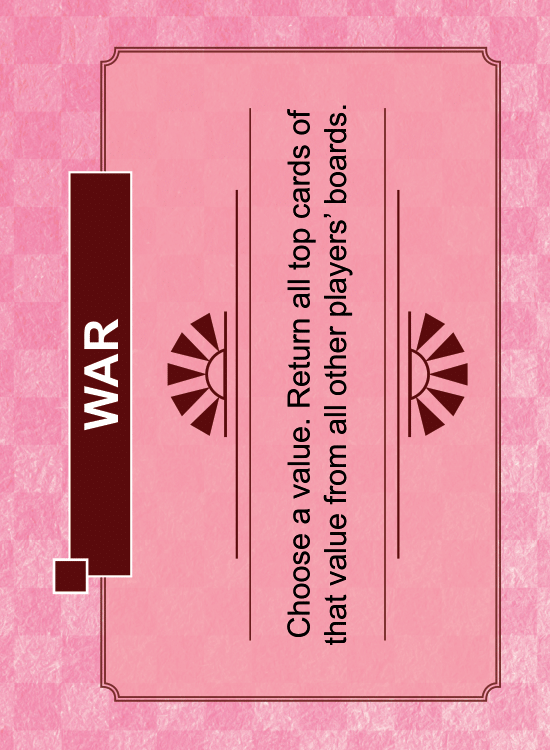 WAR
Choose a value. Return all top cards of
that value from all other players’ boards.